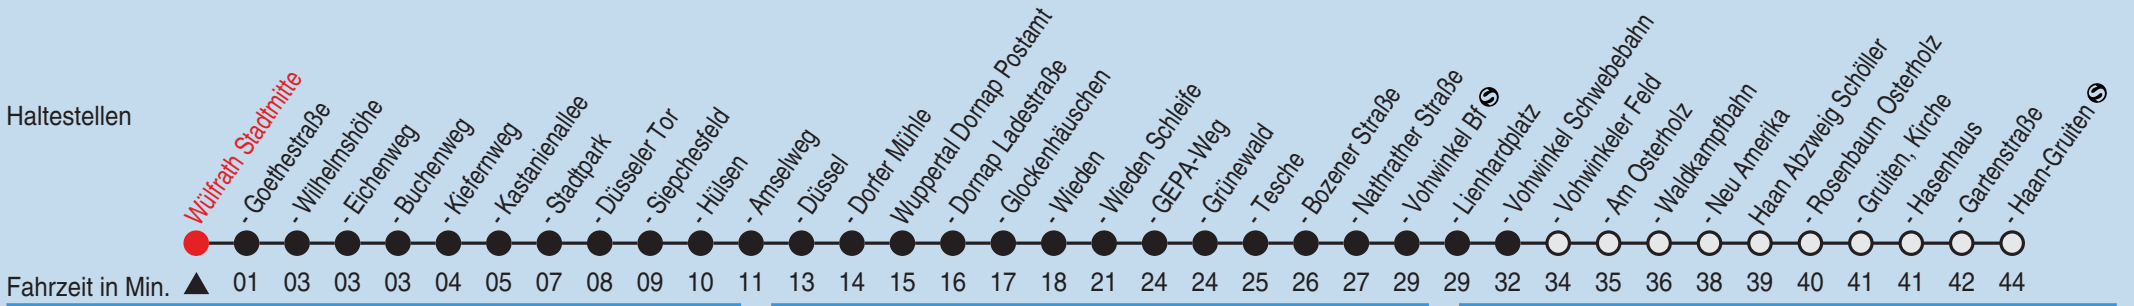 Haltestellen
Wülfrath Stadtmitte
- Goethestraße
- Wilhelmshöhe
- Eichenweg
- Buchenweg
- Kiefernweg
- Kastanienallee
- Stadtpark
- Düsseler Tor
- Siepchesfeld
- Hülsen
- Amselweg
- Düssel
- Dorfer Mühle
Wuppertal Dornap Postamt
- Dornap Ladestraße
- Glockenhäuschen
- Wieden
- Wieden Schleife
- GEPA-Weg
- Grünewald
- Tesche
- Bozener Straße
- Nathrather Straße
- Vohwinkel Bf S
- Lienhardplatz
- Vohwinkel Schwebebahn
- Vohwinkeler Feld
- Am Osterholz
- Waldkampfbahn
- Neu Amerika
Haan Abzweig Schöller
- Rosenbaum Osterholz
- Gruiten, Kirche
- Hasenhaus
- Gartenstraße
- Haan-Gruiten S
Fahrzeit in Min. ▲ 01 03 03 03 04 05 07 08 09 10 11 13 14 15 16 17 18 21 24 24 25 26 27 29 29 32 34 35 36 38 39 40 41 41 42 44